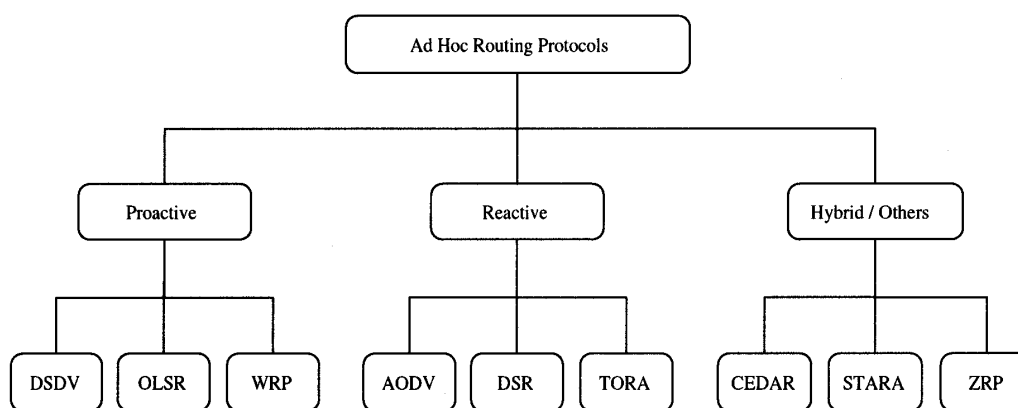 Ad Hoc Routing Protocols
Proactive
Reactive
Hybrid / Others
DSDV
OLSR
WRP
AODV
DSR
TORA
CEDAR
STARA
ZRP